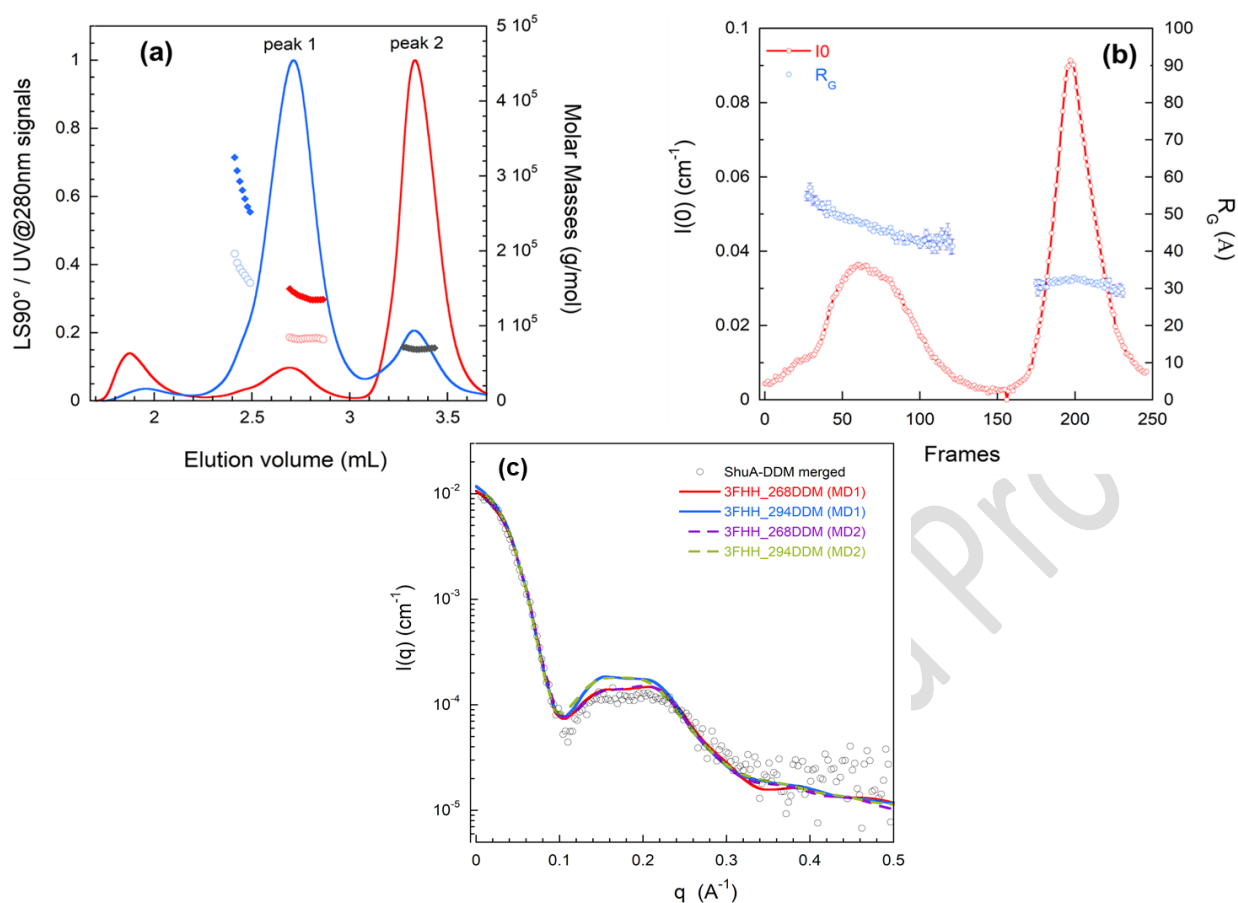 (a)
peak 1
peak 2
LS90° / UV@280nm signals
0
0.2
0.4
0.6
0.8
1
2
2.5
3
3.5
Elution volume (mL)
0
1 10⁵
2 10⁵
3 10⁵
4 10⁵
5 10⁵
Molar Masses (g/mol)
(b)
I0
R_G
I(0) (cm⁻¹)
0
0.02
0.04
0.06
0.08
0.1
0
50
100
150
200
250
Frames
0
10
20
30
40
50
60
70
80
90
100
R_G (A)
(c)
ShuA-DDM merged
3FHH_268DDM (MD1)
3FHH_294DDM (MD1)
3FHH_268DDM (MD2)
3FHH_294DDM (MD2)
I(q) (cm⁻¹)
10⁻²
10⁻³
10⁻⁴
10⁻⁵
0
0.1
0.2
0.3
0.4
0.5
q (A⁻¹)
Pro